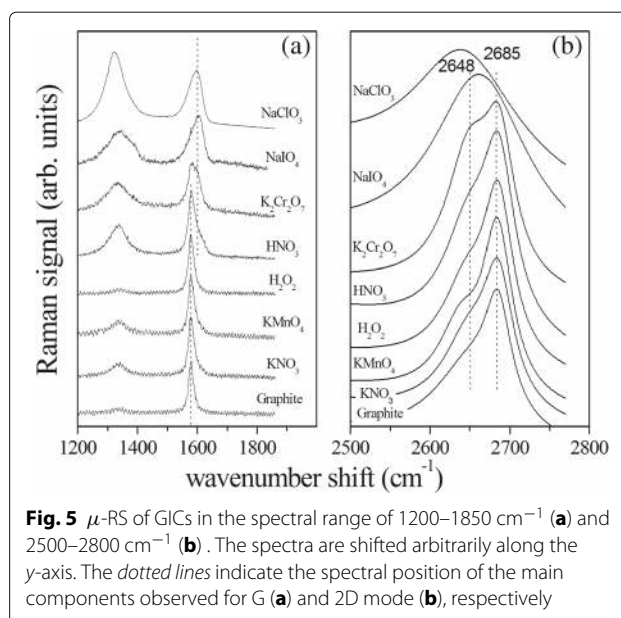 (a)
(b)
2685
2648
NaClO₃
NaIO₄
K₂Cr₂O₇
HNO₃
H₂O₂
KMnO₄
KNO₃
Graphite
NaClO₃
NaIO₄
K₂Cr₂O₇
HNO₃
H₂O₂
KMnO₄
KNO₃
Graphite
Raman signal (arb. units)
1200 1400 1600 1800
2500 2600 2700 2800
wavenumber shift (cm⁻¹)
Fig. 5 μ-RS of GICs in the spectral range of 1200–1850 cm⁻¹ (a) and
2500–2800 cm⁻¹ (b) . The spectra are shifted arbitrarily along the
y-axis. The dotted lines indicate the spectral position of the main
components observed for G (a) and 2D mode (b), respectively